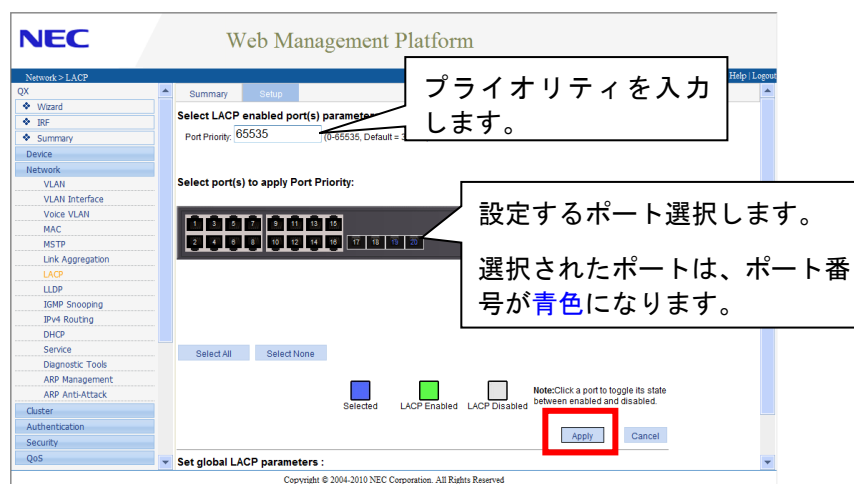 NEC
Web Management Platform
プライオリティを入力
します。
Network > LACP
Help | Logout
QX
Wizard
IRF
Summary
Device
Network
VLAN
VLAN Interface
Voice VLAN
MAC
MSTP
Link Aggregation
LACP
LLDP
IGMP Snooping
IPv4 Routing
DHCP
Service
Diagnostic Tools
ARP Management
ARP Anti-Attack
Cluster
Authentication
Security
QoS
Summary Setup
Select LACP enabled port(s) parameter
Port Priority: 65535 (0-65535, Default = 3
Select port(s) to apply Port Priority:
設定するポート選択します。
選択されたポートは、ポート番
号が青色になります。
1 3 5 7 9 11 13 15
2 4 6 8 10 12 14 16 17 18 19 20
Select All Select None
Selected LACP Enabled LACP Disabled
Note:Click a port to toggle its state
between enabled and disabled.
Apply Cancel
Set global LACP parameters :
Copyright © 2004-2010 NEC Corporation. All Rights Reserved